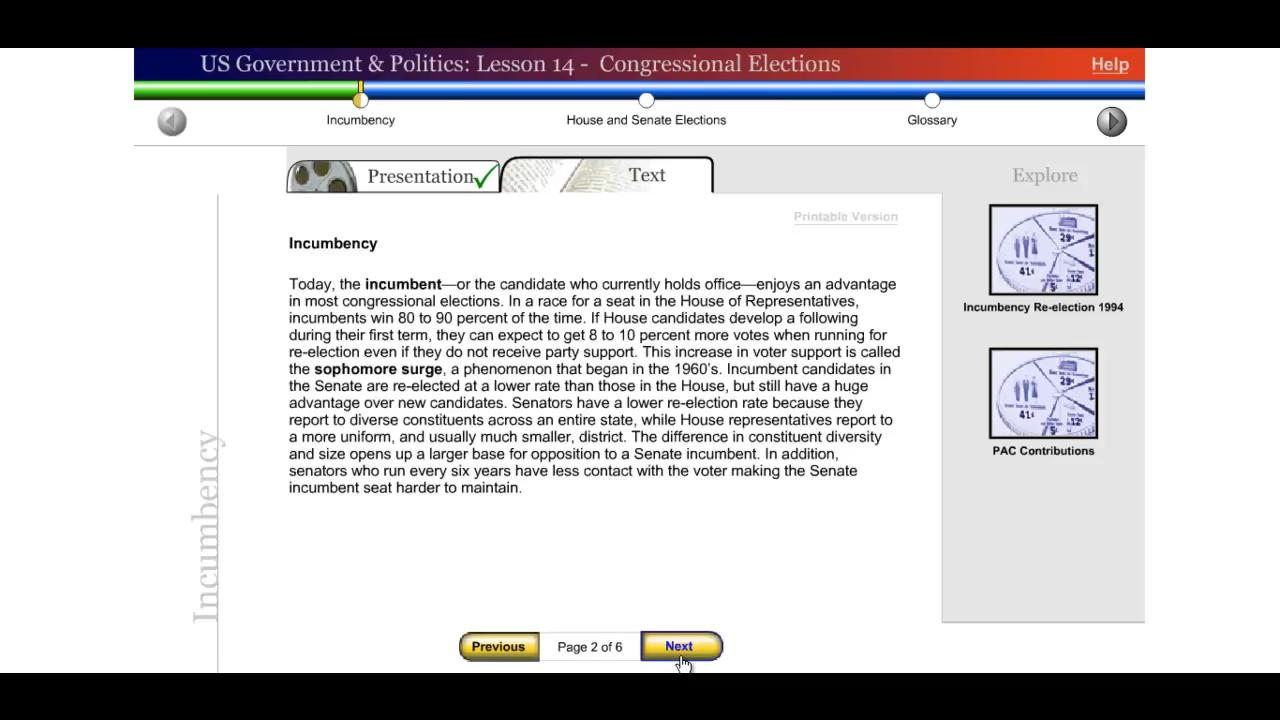 US Government & Politics: Lesson 14 - Congressional Elections
Help
Incumbency
House and Senate Elections
Glossary
Presentation
Text
Explore
Printable Version
Incumbency
Today, the incumbent—or the candidate who currently holds office—enjoys an advantage
in most congressional elections. In a race for a seat in the House of Representatives,
incumbents win 80 to 90 percent of the time. If House candidates develop a following
during their first term, they can expect to get 8 to 10 percent more votes when running for
re-election even if they do not receive party support. This increase in voter support is called
the sophomore surge, a phenomenon that began in the 1960's. Incumbent candidates in
the Senate are re-elected at a lower rate than those in the House, but still have a huge
advantage over new candidates. Senators have a lower re-election rate because they
report to diverse constituents across an entire state, while House representatives report to
a more uniform, and usually much smaller, district. The difference in constituent diversity
and size opens up a larger base for opposition to a Senate incumbent. In addition,
senators who run every six years have less contact with the voter making the Senate
incumbent seat harder to maintain.
29¢
41¢
12¢
5¢
Incumbency Re-election 1994
29¢
41¢
12¢
5¢
PAC Contributions
Incumbency
Previous
Page 2 of 6
Next